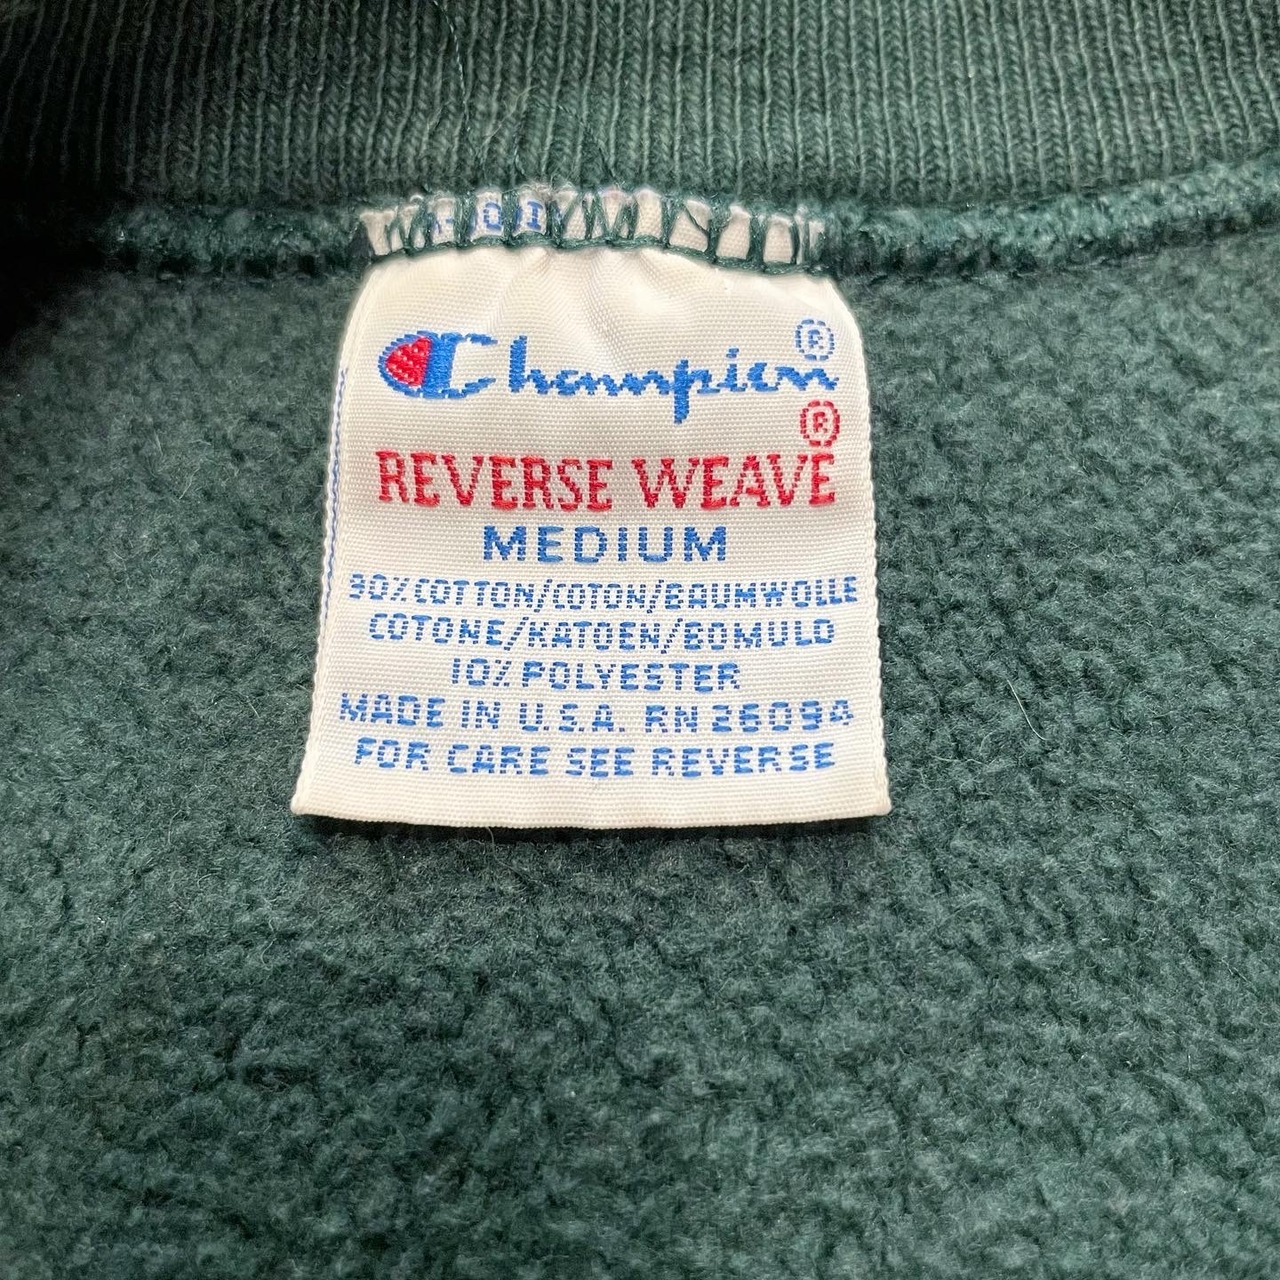 Champion®
REVERSE WEAVE®
MEDIUM
90% COTTON/COTON/BAUMWOLLE
COTONE/KATOEN/BOMULD
10% POLYESTER
MADE IN U.S.A. RN 26094
FOR CARE SEE REVERSE